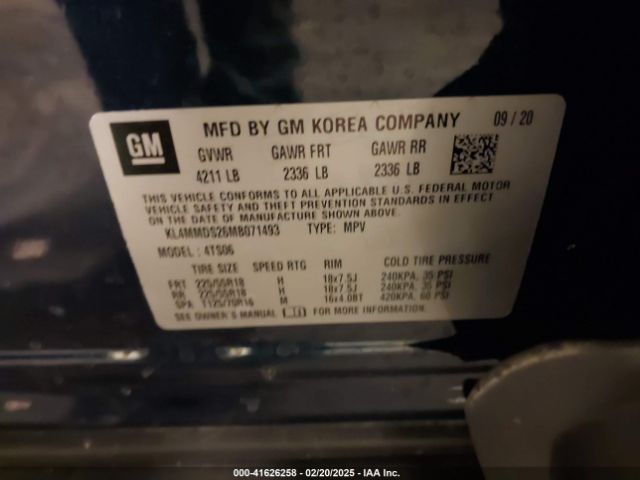 GM
MFD BY GM KOREA COMPANY 09 / 20
GVWR GAWR FRT GAWR RR
4211 LB 2336 LB 2336 LB
THIS VEHICLE CONFORMS TO ALL APPLICABLE U.S. FEDERAL MOTOR
VEHICLE SAFETY AND THEFT PREVENTION STANDARDS IN EFFECT
ON THE DATE OF MANUFACTURE SHOWN ABOVE.
KL4MMDS26MB071493 TYPE: MPV
MODEL : 4TS06
TIRE SIZE SPEED RTG RIM COLD TIRE PRESSURE
FRT 225/55R18 H 18x7.5J 240KPA, 35 PSI
RR 225/55R18 H 18x7.5J 240KPA, 35 PSI
SPA T125/70R16 M 16x4.0BT 420KPA, 60 PSI
SEE OWNER'S MANUAL FOR MORE INFORMATION.
000-41626258 - 02/20/2025 - IAA Inc.